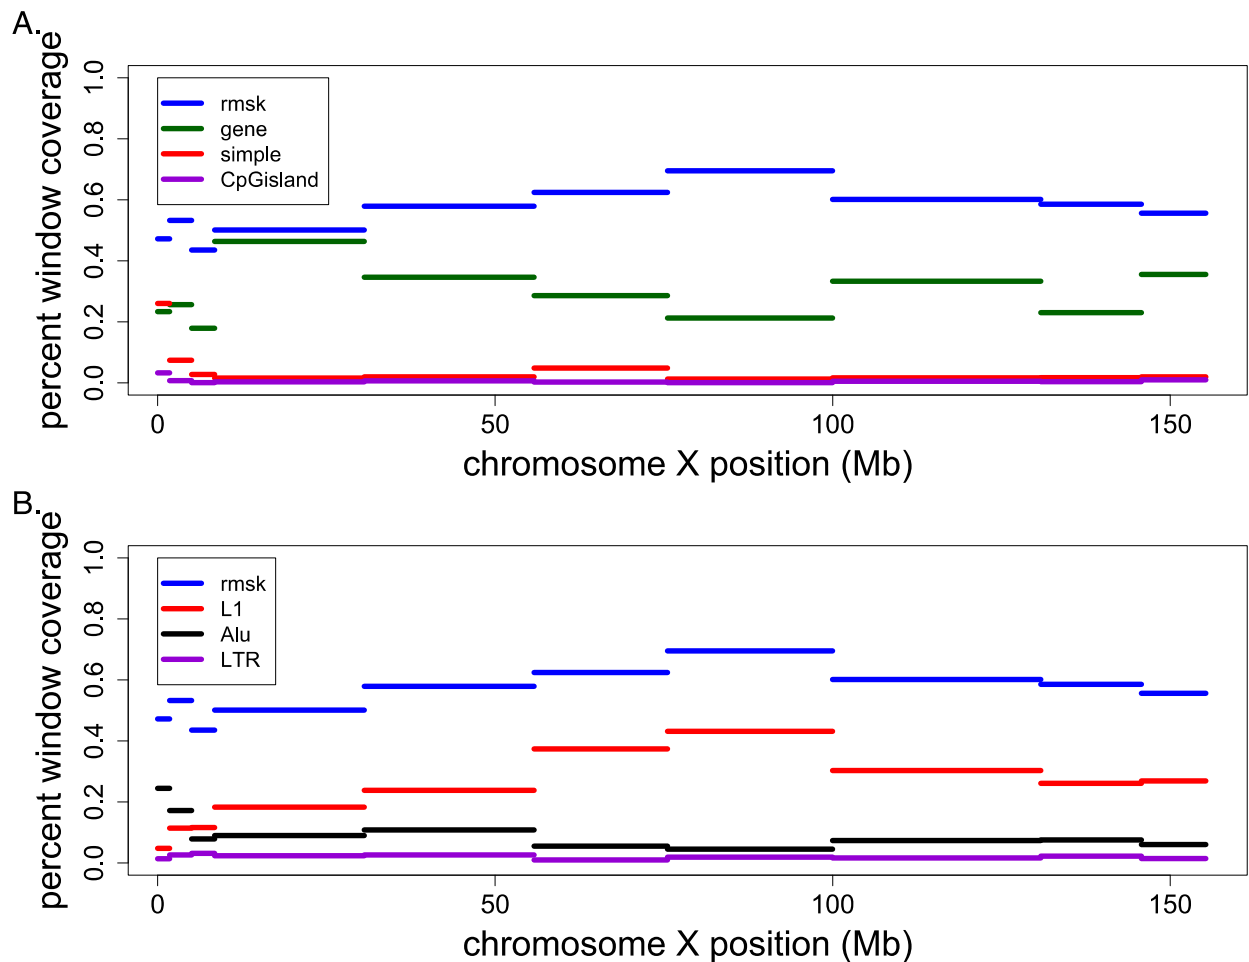 A.
percent window coverage
1.0
0.8
0.6
0.4
0.2
0.0
rmsk
gene
simple
CpGisland
0 50 100 150
chromosome X position (Mb)
B.
percent window coverage
1.0
0.8
0.6
0.4
0.2
0.0
rmsk
L1
Alu
LTR
0 50 100 150
chromosome X position (Mb)